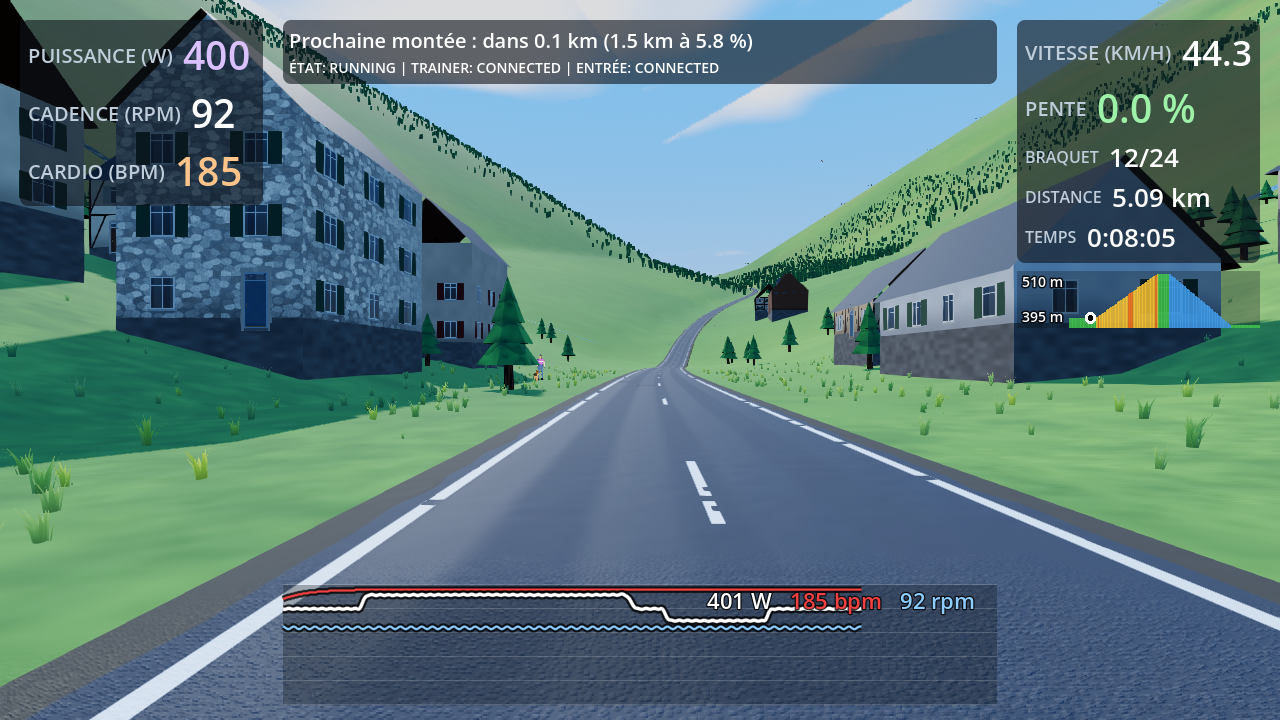 PUISSANCE (W) 400
CADENCE (RPM) 92
CARDIO (BPM) 185
Prochaine montée : dans 0.1 km (1.5 km à 5.8 %)
ÉTAT: RUNNING | TRAINER: CONNECTED | ENTRÉE: CONNECTED
VITESSE (KM/H) 44.3
PENTE 0.0 %
BRAQUET 12/24
DISTANCE 5.09 km
TEMPS 0:08:05
510 m
395 m
401 W 185 bpm 92 rpm